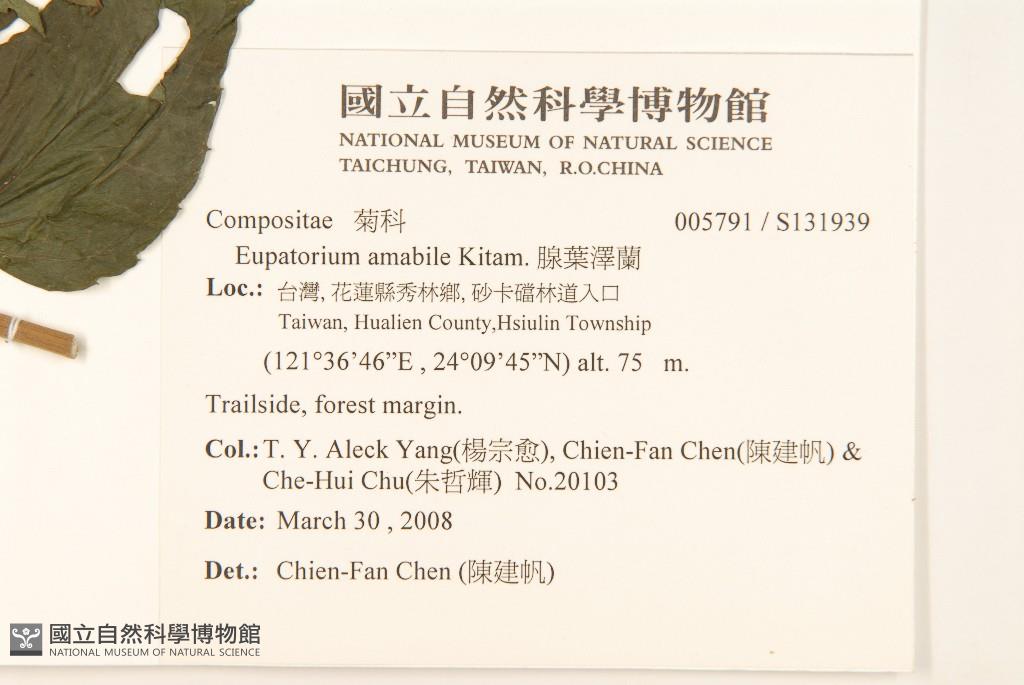 國立自然科學博物館
NATIONAL MUSEUM OF NATURAL SCIENCE
TAICHUNG, TAIWAN, R.O.CHINA
Compositae 菊科 005791 / S131939
Eupatorium amabile Kitam. 腺葉澤蘭
Loc.: 台灣, 花蓮縣秀林鄉, 砂卡礑林道入口
Taiwan, Hualien County,Hsiulin Township
(121°36’46”E , 24°09’45”N) alt. 75 m.
Trailside, forest margin.
Col.: T. Y. Aleck Yang(楊宗愈), Chien-Fan Chen(陳建帆) &
Che-Hui Chu(朱哲輝) No.20103
Date: March 30 , 2008
Det.: Chien-Fan Chen (陳建帆)
國立自然科學博物館
NATIONAL MUSEUM OF NATURAL SCIENCE